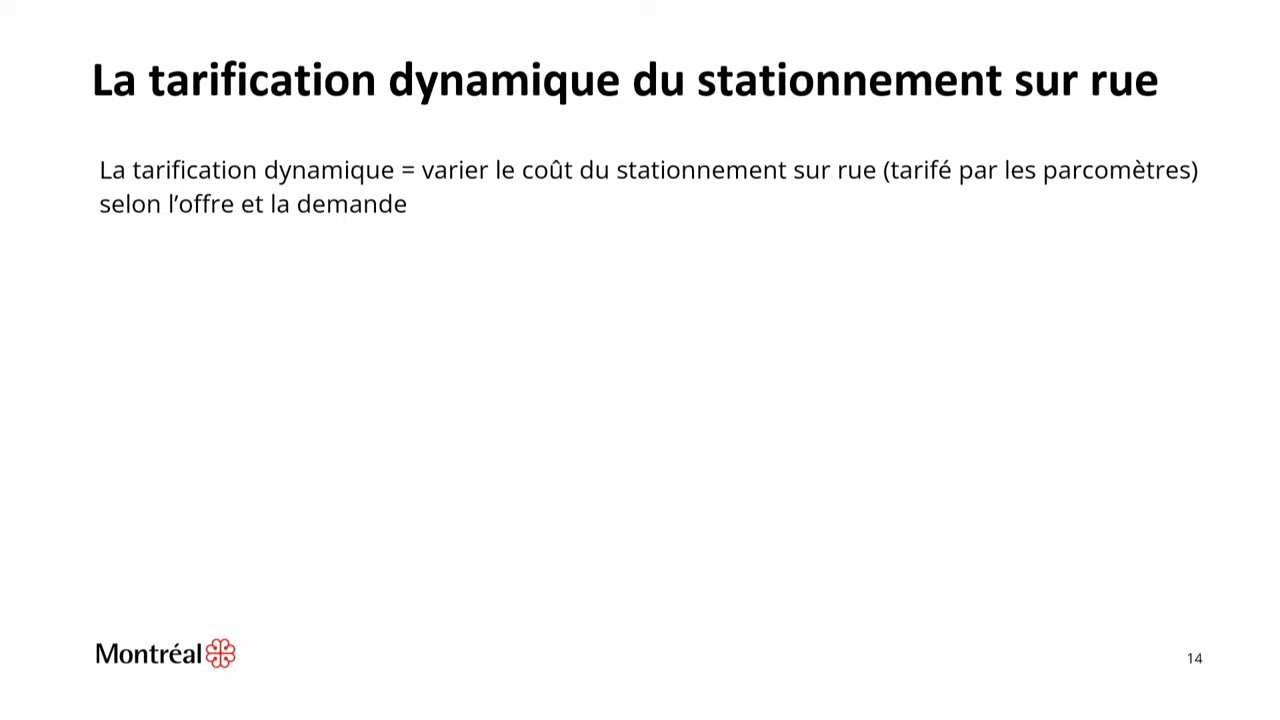 La tarification dynamique du stationnement sur rue
La tarification dynamique = varier le coût du stationnement sur rue (tarifé par les parcomètres)
selon l’offre et la demande
Montréal
14